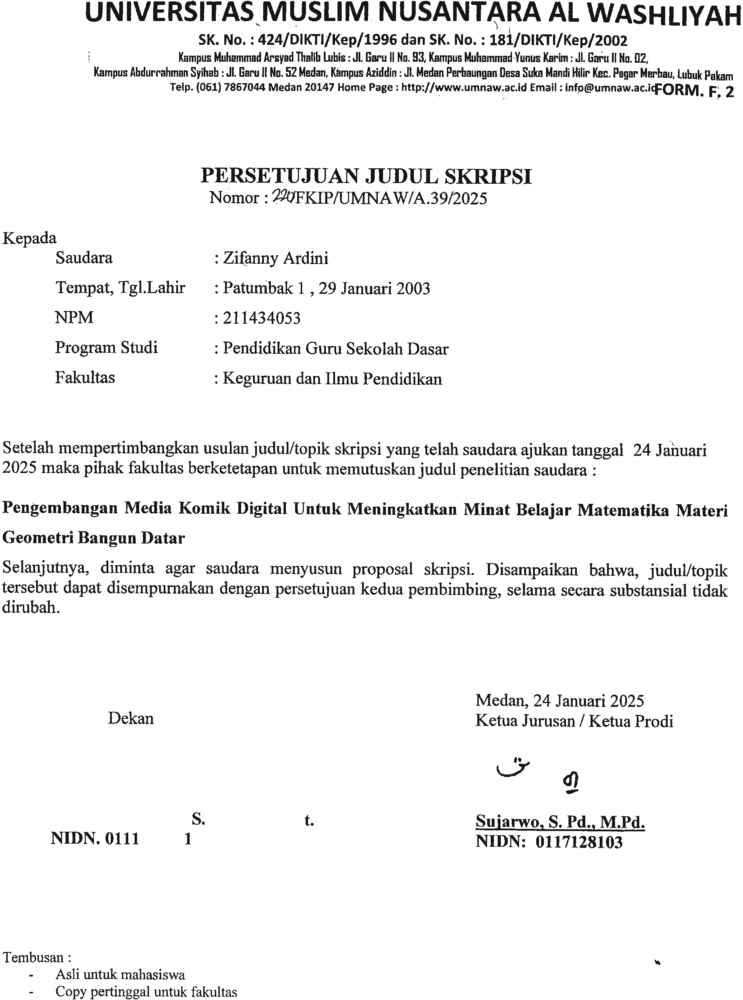 UNIVERSITAS MUSLIM NUSANTARA AL WASHLIYAH
SK. No. : 424/DIKTI/Kep/1996 dan SK. No. : 181/DIKTI/Kep/2002
Kampus Muhammad Arsyad Thalib Lubis : Jl. Garu II No. 93, Kampus Muhammad Yunus Karim : Jl. Garu II No. 02,
Kampus Abdurrahman Syihab : Jl. Garu II No. 52 Medan, Kampus Aziddin : Jl. Medan Perbaungan Desa Suka Mandi Hilir Kec. Pagar Merbau, Lubuk Pakam
Telp. (061) 7867044 Medan 20147 Home Page : http://www.umnaw.ac.id Email : info@umnaw.ac.id
FORM. F. 2
PERSETUJUAN JUDUL SKRIPSI
Nomor : 220/FKIP/UMNAW/A.39/2025
Kepada
Saudara : Zifanny Ardini
Tempat, Tgl.Lahir : Patumbak 1 , 29 Januari 2003
NPM : 211434053
Program Studi : Pendidikan Guru Sekolah Dasar
Fakultas : Keguruan dan Ilmu Pendidikan
Setelah mempertimbangkan usulan judul/topik skripsi yang telah saudara ajukan tanggal 24 Januari
2025 maka pihak fakultas berketetapan untuk memutuskan judul penelitian saudara :
Pengembangan Media Komik Digital Untuk Meningkatkan Minat Belajar Matematika Materi
Geometri Bangun Datar
Selanjutnya, diminta agar saudara menyusun proposal skripsi. Disampaikan bahwa, judul/topik
tersebut dapat disempurnakan dengan persetujuan kedua pembimbing, selama secara substansial tidak
dirubah.
Medan, 24 Januari 2025
Dekan
Ketua Jurusan / Ketua Prodi
S. t.
NIDN. 0111 1
Sujarwo, S. Pd., M.Pd.
NIDN: 0117128103
Tembusan :
- Asli untuk mahasiswa
- Copy pertinggal untuk fakultas